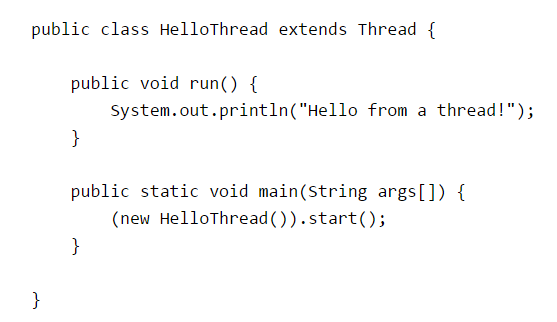 public class HelloThread extends Thread {
public void run() {
System.out.println("Hello from a thread!");
}
public static void main(String args[]) {
(new HelloThread()).start();
}
}